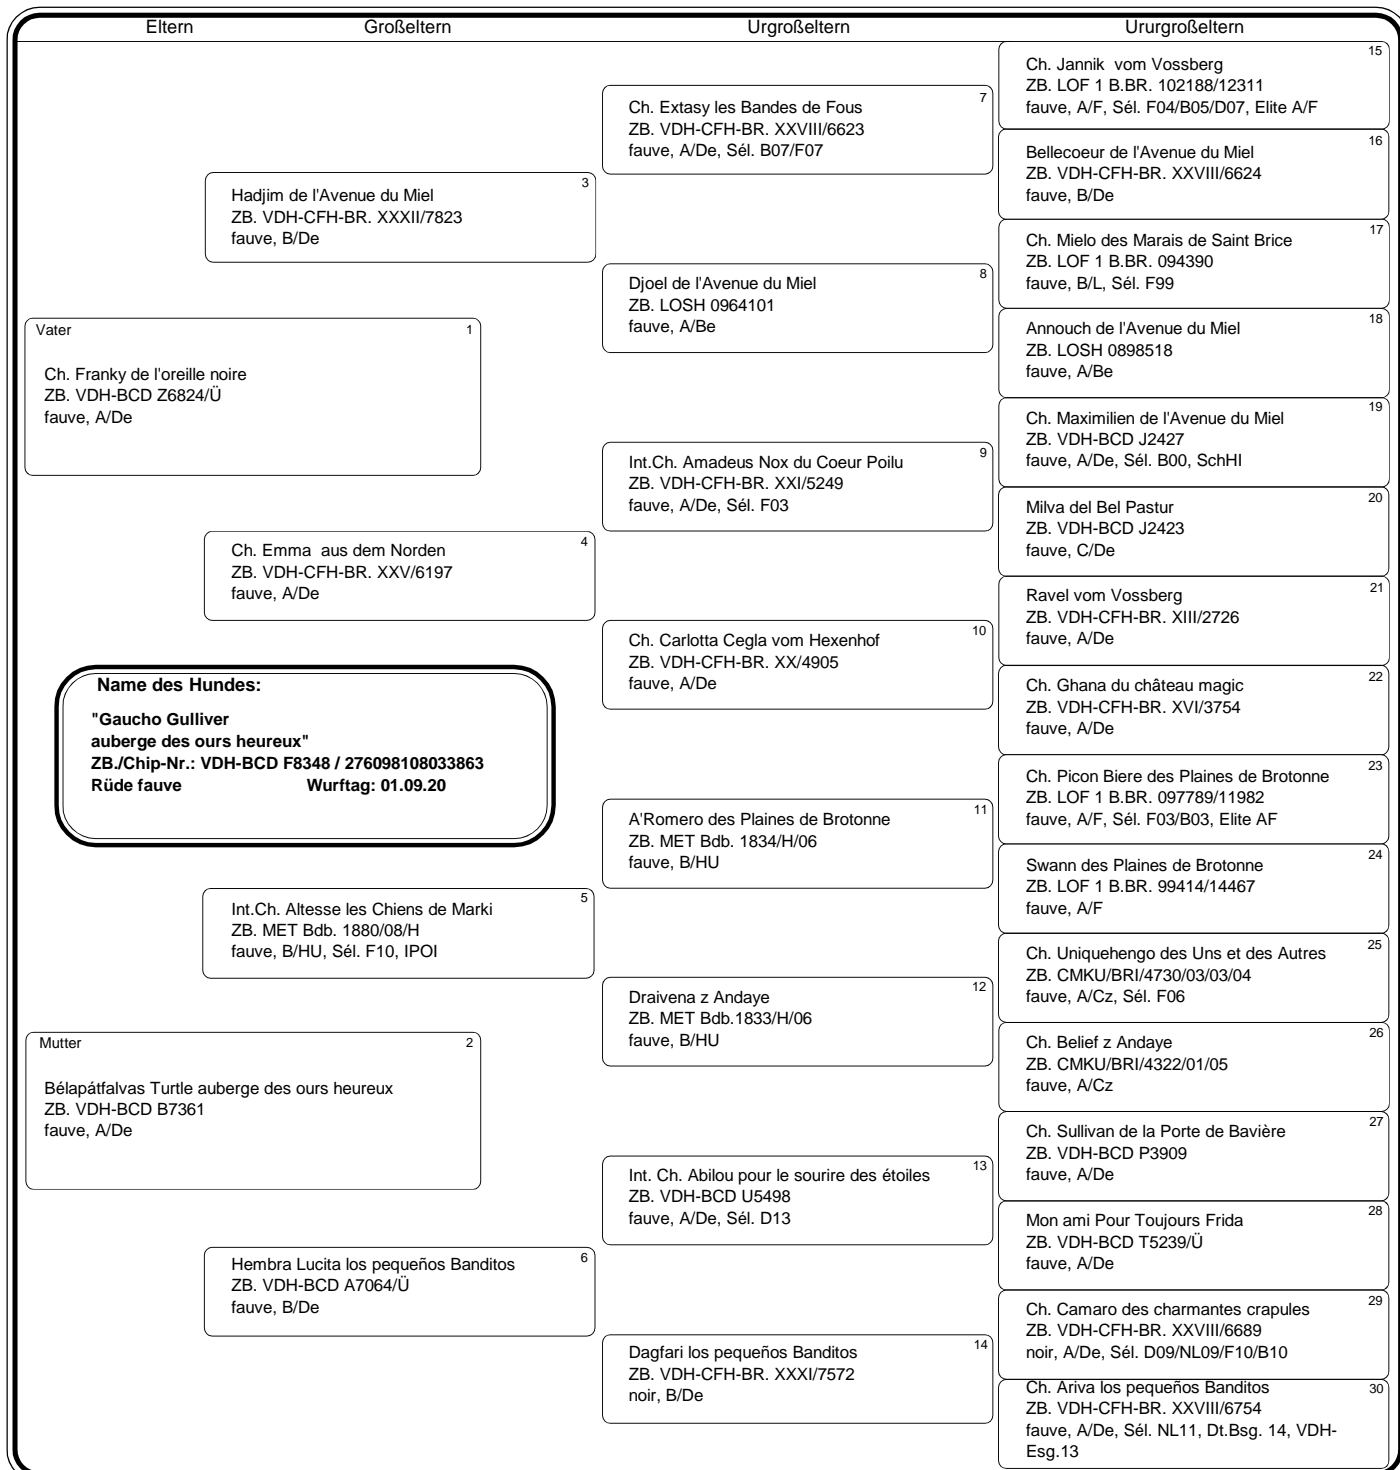 Eltern Großeltern Urgroßeltern Ururgroßeltern
Vater 1
Ch. Franky de l'oreille noire
ZB. VDH-BCD Z6824/Ü
fauve, A/De
Name des Hundes:
"Gaucho Gulliver
auberge des ours heureux"
ZB./Chip-Nr.: VDH-BCD F8348 / 276098108033863
Rüde fauve Wurftag: 01.09.20
Mutter 2
Bélapátfalvas Turtle auberge des ours heureux
ZB. VDH-BCD B7361
fauve, A/De
3
Hadjim de l'Avenue du Miel
ZB. VDH-CFH-BR. XXXII/7823
fauve, B/De
4
Ch. Emma aus dem Norden
ZB. VDH-CFH-BR. XXV/6197
fauve, A/De
5
Int.Ch. Altesse les Chiens de Marki
ZB. MET Bdb. 1880/08/H
fauve, B/HU, Sél. F10, IPOI
6
Hembra Lucita los pequeños Banditos
ZB. VDH-BCD A7064/Ü
fauve, B/De
7
Ch. Extasy les Bandes de Fous
ZB. VDH-CFH-BR. XXVIII/6623
fauve, A/De, Sél. B07/F07
8
Djoel de l'Avenue du Miel
ZB. LOSH 0964101
fauve, A/Be
9
Int.Ch. Amadeus Nox du Coeur Poilu
ZB. VDH-CFH-BR. XXI/5249
fauve, A/De, Sél. F03
10
Ch. Carlotta Cegla vom Hexenhof
ZB. VDH-CFH-BR. XX/4905
fauve, A/De
11
A'Romero des Plaines de Brotonne
ZB. MET Bdb. 1834/H/06
fauve, B/HU
12
Draivena z Andaye
ZB. MET Bdb.1833/H/06
fauve, B/HU
13
Int. Ch. Abilou pour le sourire des étoiles
ZB. VDH-BCD U5498
fauve, A/De, Sél. D13
14
Dagfari los pequeños Banditos
ZB. VDH-CFH-BR. XXXI/7572
noir, B/De
15
Ch. Jannik vom Vossberg
ZB. LOF 1 B.BR. 102188/12311
fauve, A/F, Sél. F04/B05/D07, Elite A/F
16
Bellecoeur de l'Avenue du Miel
ZB. VDH-CFH-BR. XXVIII/6624
fauve, B/De
17
Ch. Mielo des Marais de Saint Brice
ZB. LOF 1 B.BR. 094390
fauve, B/L, Sél. F99
18
Annouch de l'Avenue du Miel
ZB. LOSH 0898518
fauve, A/Be
19
Ch. Maximilien de l'Avenue du Miel
ZB. VDH-BCD J2427
fauve, A/De, Sél. B00, SchHI
20
Milva del Bel Pastur
ZB. VDH-BCD J2423
fauve, C/De
21
Ravel vom Vossberg
ZB. VDH-CFH-BR. XIII/2726
fauve, A/De
22
Ch. Ghana du château magic
ZB. VDH-CFH-BR. XVI/3754
fauve, A/De
23
Ch. Picon Biere des Plaines de Brotonne
ZB. LOF 1 B.BR. 097789/11982
fauve, A/F, Sél. F03/B03, Elite AF
24
Swann des Plaines de Brotonne
ZB. LOF 1 B.BR. 99414/14467
fauve, A/F
25
Ch. Uniquehengo des Uns et des Autres
ZB. CMKU/BRI/4730/03/03/04
fauve, A/Cz, Sél. F06
26
Ch. Belief z Andaye
ZB. CMKU/BRI/4322/01/05
fauve, A/Cz
27
Ch. Sullivan de la Porte de Bavière
ZB. VDH-BCD P3909
fauve, A/De
28
Mon ami Pour Toujours Frida
ZB. VDH-BCD T5239/Ü
fauve, A/De
29
Ch. Camaro des charmantes crapules
ZB. VDH-CFH-BR. XXVIII/6689
noir, A/De, Sél. D09/NL09/F10/B10
30
Ch. Ariva los pequeños Banditos
ZB. VDH-CFH-BR. XXVIII/6754
fauve, A/De, Sél. NL11, Dt.Bsg. 14, VDH-
Esg.13